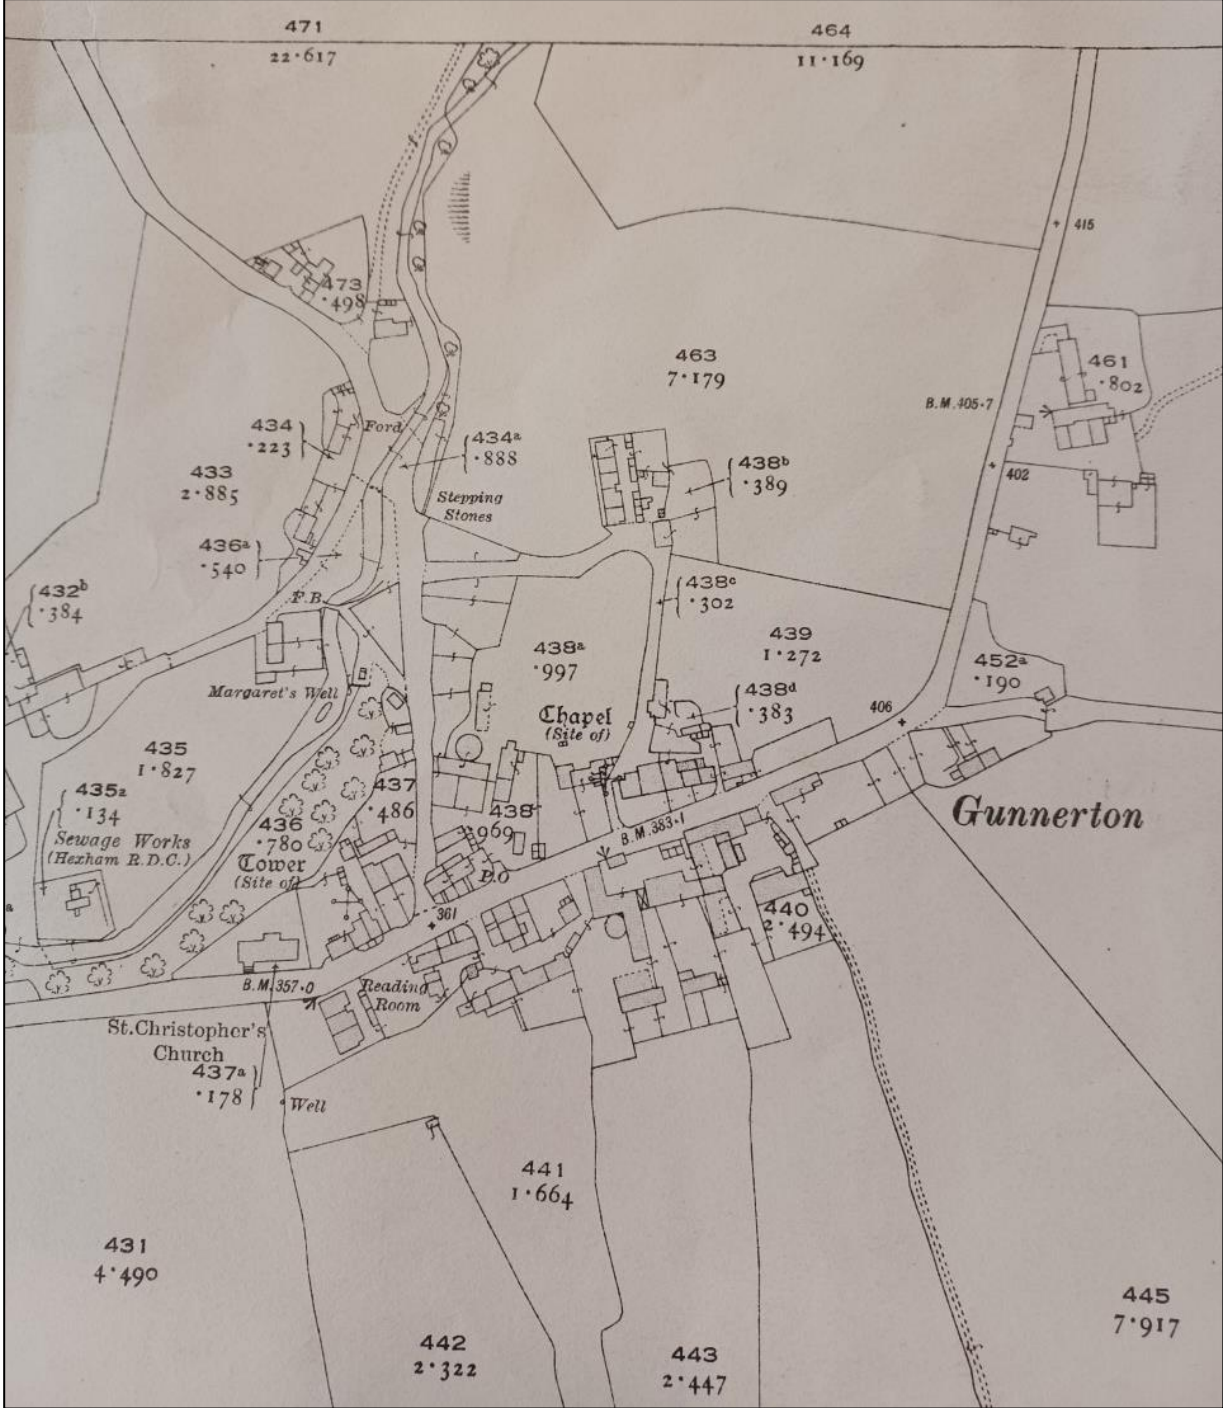 471
22·617
464
11·169
415
473
·498
463
7·179
461
·802
B.M.405·7
434
·223
Ford
434a
·888
433
2·885
438b
·389
402
Stepping
Stones
436a
·540
432b
·384
F.B.
438c
·302
438a
·997
439
1·272
452a
·190
Margaret's Well
438d
·383
406
Chapel
(Site of)
435
1·827
437
·486
435a
·134
438
·969
Gunnerton
Sewage Works
(Hexham R.D.C.)
436
·780
B.M.383·1
Tower
(Site of)
P.O
361
440
2·494
a
B.M.357·0
Reading
Room
St.Christopher's
Church
437a
·178
Well
441
1·664
431
4·490
445
7·917
442
2·322
443
2·447